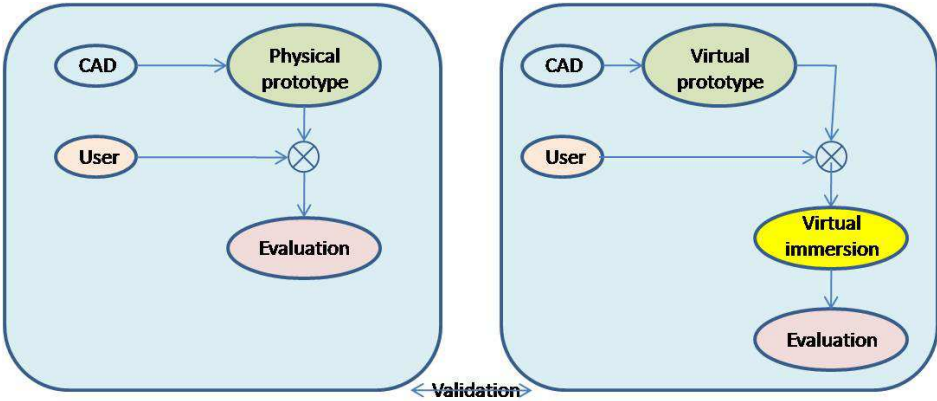 CAD
Physical
prototype
User
Evaluation
CAD
Virtual
prototype
User
Virtual
immersion
Evaluation
Validation